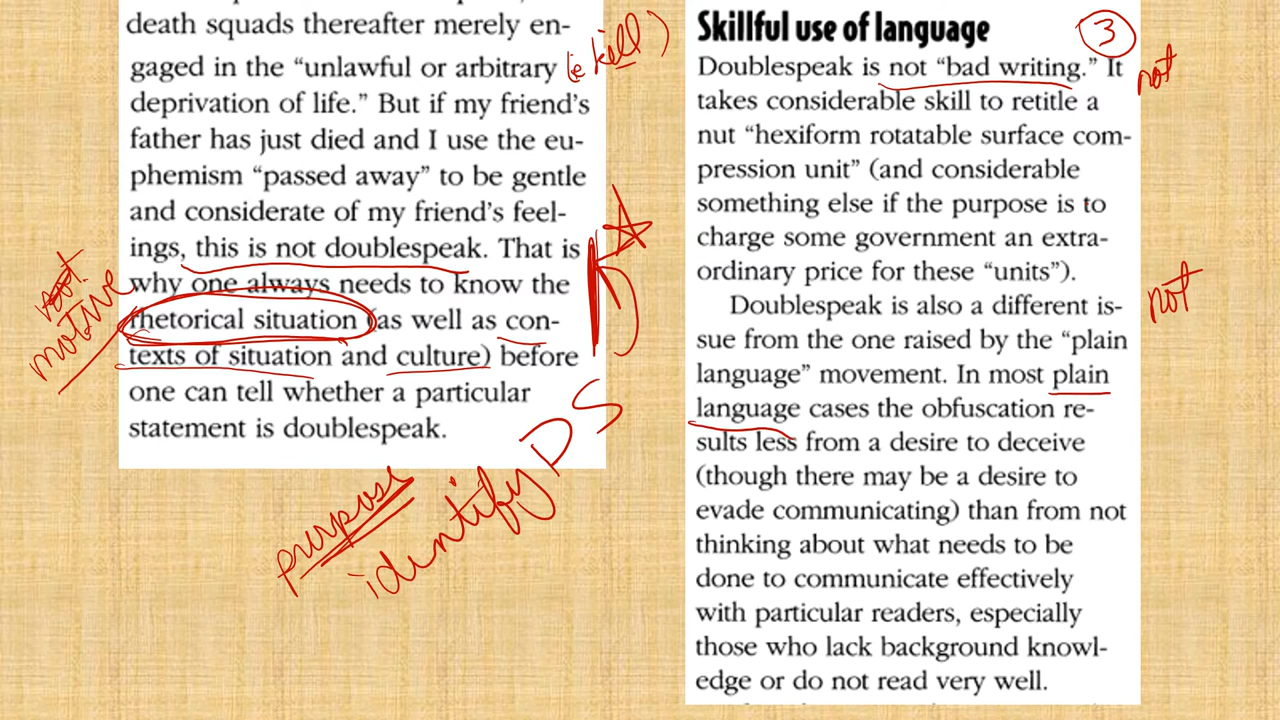 death squads thereafter merely en-
gaged in the “unlawful or arbitrary (ie kill)
deprivation of life.” But if my friend’s
father has just died and I use the eu-
phemism “passed away” to be gentle
and considerate of my friend’s feel-
ings, this is not doublespeak. That is
why one always needs to know the
rhetorical situation (as well as con-
texts of situation and culture) before
one can tell whether a particular
statement is doublespeak.
motive
purpose
identify DS
Skillful use of language
3
Doublespeak is not “bad writing.” It
not
takes considerable skill to retitle a
nut “hexiform rotatable surface com-
pression unit” (and considerable
something else if the purpose is to
charge some government an extra-
ordinary price for these “units”).
Doublespeak is also a different is-
not
sue from the one raised by the “plain
language” movement. In most plain
language cases the obfuscation re-
sults less from a desire to deceive
(though there may be a desire to
evade communicating) than from not
thinking about what needs to be
done to communicate effectively
with particular readers, especially
those who lack background knowl-
edge or do not read very well.